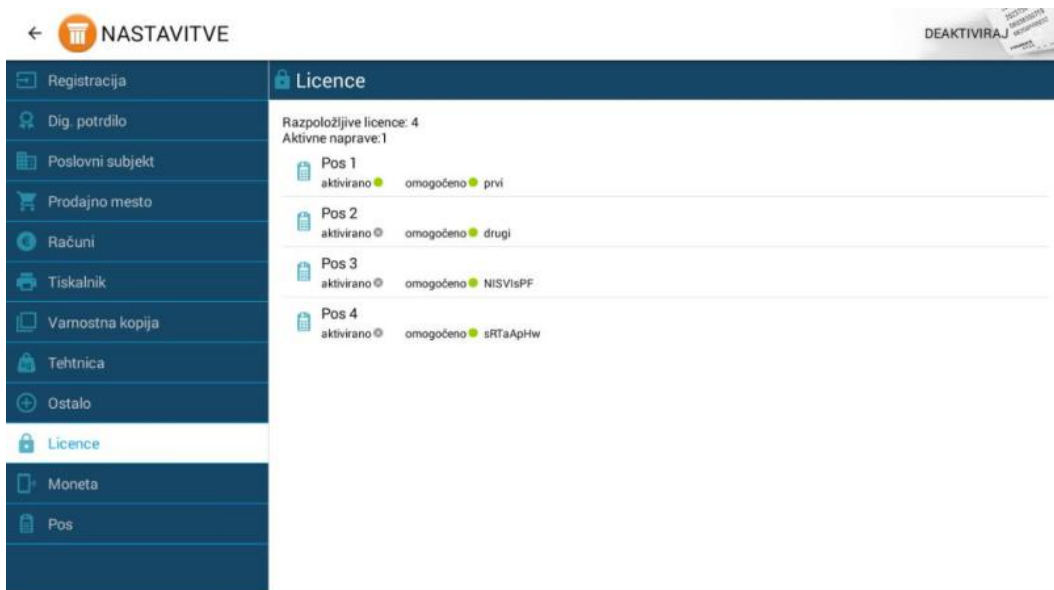 NASTAVITVE
DEAKTIVIRAJ
Registracija
Dig. potrdilo
Poslovni subjekt
Prodajno mesto
Računi
Tiskalnik
Varnostna kopija
Tehtnica
Ostalo
Licence
Moneta
Pos
Licence
Razpoložljive licence: 4
Aktivne naprave:1
Pos 1
aktivirano omogočeno prvi
Pos 2
aktivirano omogočeno drugi
Pos 3
aktivirano omogočeno NISVIsPF
Pos 4
aktivirano omogočeno sRTaApHw